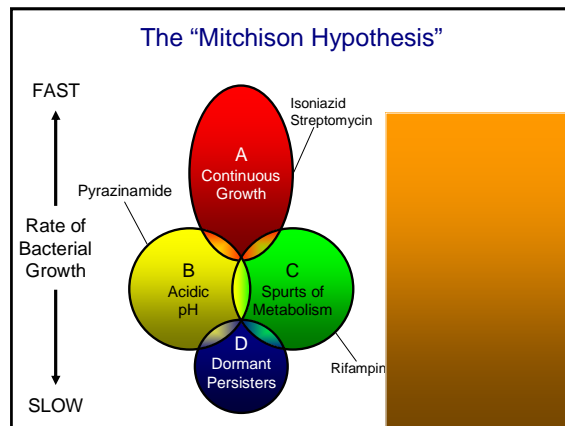 The “Mitchison Hypothesis”
FAST
Isoniazid
Streptomycin
A
Continuous
Growth
Pyrazinamide
Rate of
Bacterial
Growth
B
Acidic
pH
C
Spurts of
Metabolism
D
Dormant
Persisters
Rifampin
SLOW